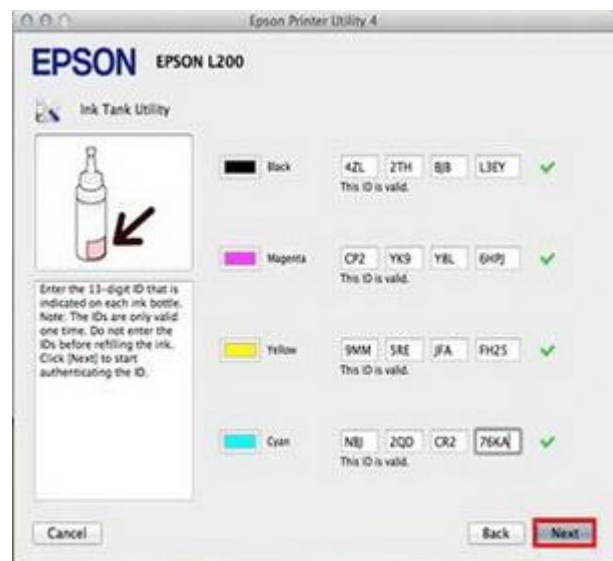 Epson Printer Utility 4
EPSON EPSON L200
Ink Tank Utility
Black 4ZL 2TH BJB L3EY
This ID is valid.
Magenta CP2 YK9 Y8L 6HPJ
This ID is valid.
Enter the 13-digit ID that is
indicated on each ink bottle.
Note: The IDs are only valid
one time. Do not enter the
IDs before refilling the ink.
Click [Next] to start
authenticating the ID.
Yellow 9MM 5RE JFA FH25
This ID is valid.
Cyan NBJ 2QD CR2 76KA
This ID is valid.
Cancel Back Next